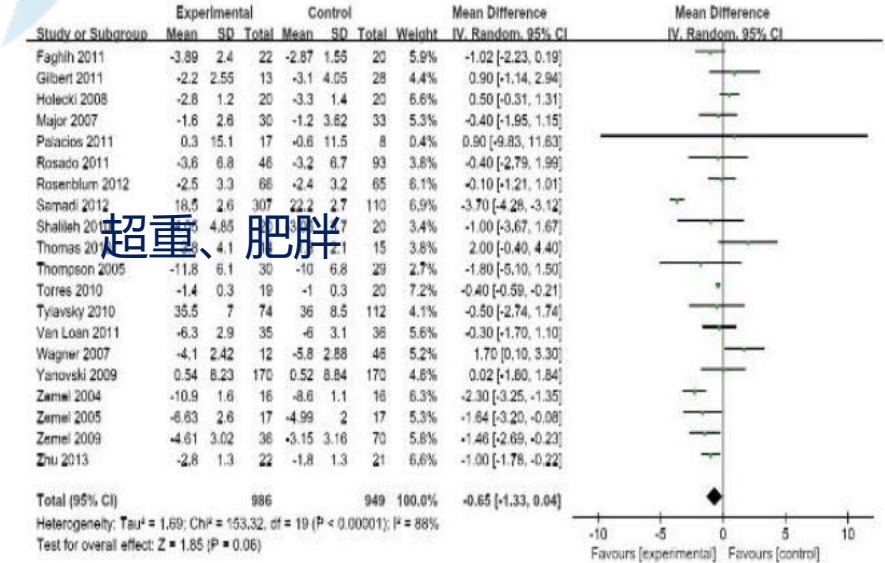 Experimental Control Mean Difference Mean Difference
Study or Subgroup Mean SD Total Mean SD Total Weight IV. Random. 95% CI IV. Random. 95% CI
Faghih 2011 -3.89 2.4 22 -2.87 1.55 20 5.9% -1.02 [-2.23, 0.19]
Gilbert 2011 -2.2 2.55 13 -3.1 4.05 28 4.4% 0.90 [-1.14, 2.94]
Holecki 2008 -2.8 1.2 20 -3.3 1.4 20 6.6% 0.50 [-0.31, 1.31]
Major 2007 -1.6 2.6 30 -1.2 3.62 33 5.3% -0.40 [-1.95, 1.15]
Palacios 2011 0.3 15.1 17 -0.6 11.5 8 0.4% 0.90 [-9.83, 11.63]
Rosado 2011 -3.6 6.8 46 -3.2 6.7 93 3.8% -0.40 [-2.79, 1.99]
Rosenblum 2012 -2.5 3.3 66 -2.4 3.2 65 6.1% -0.10 [-1.21, 1.01]
Samadi 2012 18.5 2.6 307 22.2 2.7 110 6.9% -3.70 [-4.28, -3.12]
Shalileh 4.85 20 3.4% -1.00 [-3.67, 1.67]
超重、肥胖
Thomas 4.1 15 3.8% 2.00 [-0.40, 4.40]
Thompson 2005 -11.8 6.1 30 -10 6.8 29 2.7% -1.80 [-5.10, 1.50]
Torres 2010 -1.4 0.3 19 -1 0.3 20 7.2% -0.40 [-0.59, -0.21]
Tylavsky 2010 35.5 7 74 36 8.5 112 4.1% -0.50 [-2.74, 1.74]
Van Loan 2011 -6.3 2.9 35 -6 3.1 36 5.6% -0.30 [-1.70, 1.10]
Wagner 2007 -4.1 2.42 12 -5.8 2.88 46 5.2% 1.70 [0.10, 3.30]
Yanovski 2009 0.54 8.23 170 0.52 8.84 170 4.8% 0.02 [-1.80, 1.84]
Zemel 2004 -10.9 1.6 16 -8.6 1.1 16 6.3% -2.30 [-3.25, -1.35]
Zemel 2005 -6.63 2.6 17 -4.99 2 17 5.3% -1.64 [-3.20, -0.08]
Zemel 2009 -4.61 3.02 36 -3.15 3.16 70 5.8% -1.46 [-2.69, -0.23]
Zhu 2013 -2.8 1.3 22 -1.8 1.3 21 6.6% -1.00 [-1.78, -0.22]
Total (95% CI) 986 949 100.0% -0.65 [-1.33, 0.04]
Heterogeneity: Tau² = 1.69; Chi² = 153.32, df = 19 (P < 0.00001); I² = 88%
Test for overall effect: Z = 1.85 (P = 0.06)
-10 -5 0 5 10
Favours [experimental] Favours [control]